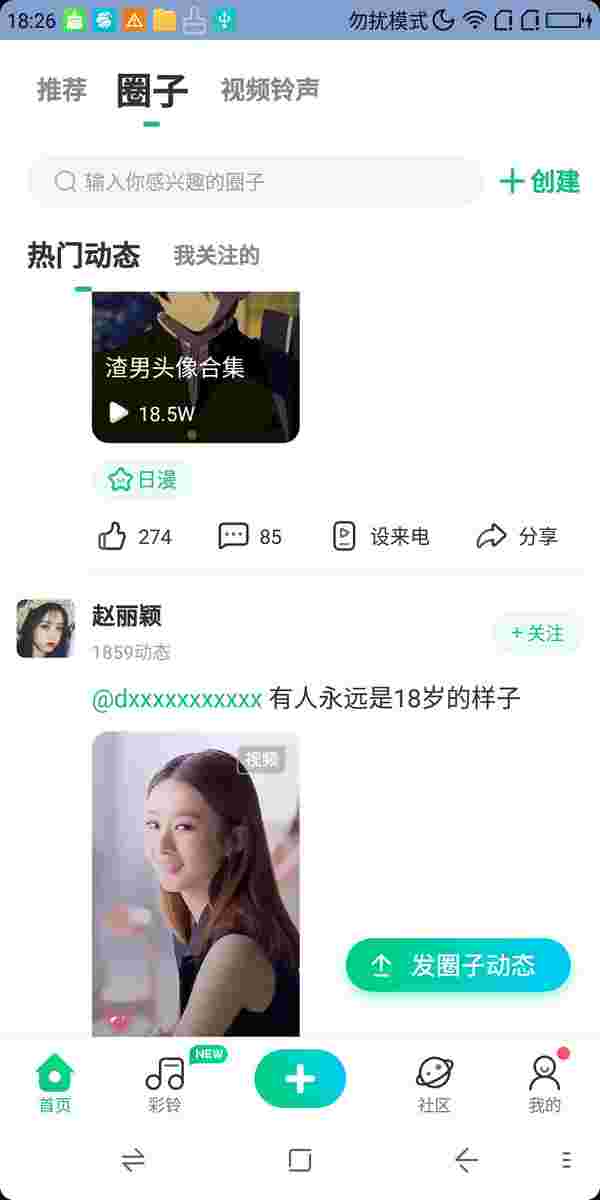 18:26 勿扰模式
推荐 圈子 视频铃声
输入你感兴趣的圈子 创建
热门动态 我关注的
渣男头像合集
18.5W
日漫
274 85 设来电 分享
赵丽颖
1859动态
+关注
@dxxxxxxxxxxx 有人永远是18岁的样子
视频
发圈子动态
NEW
首页 彩铃 社区 我的